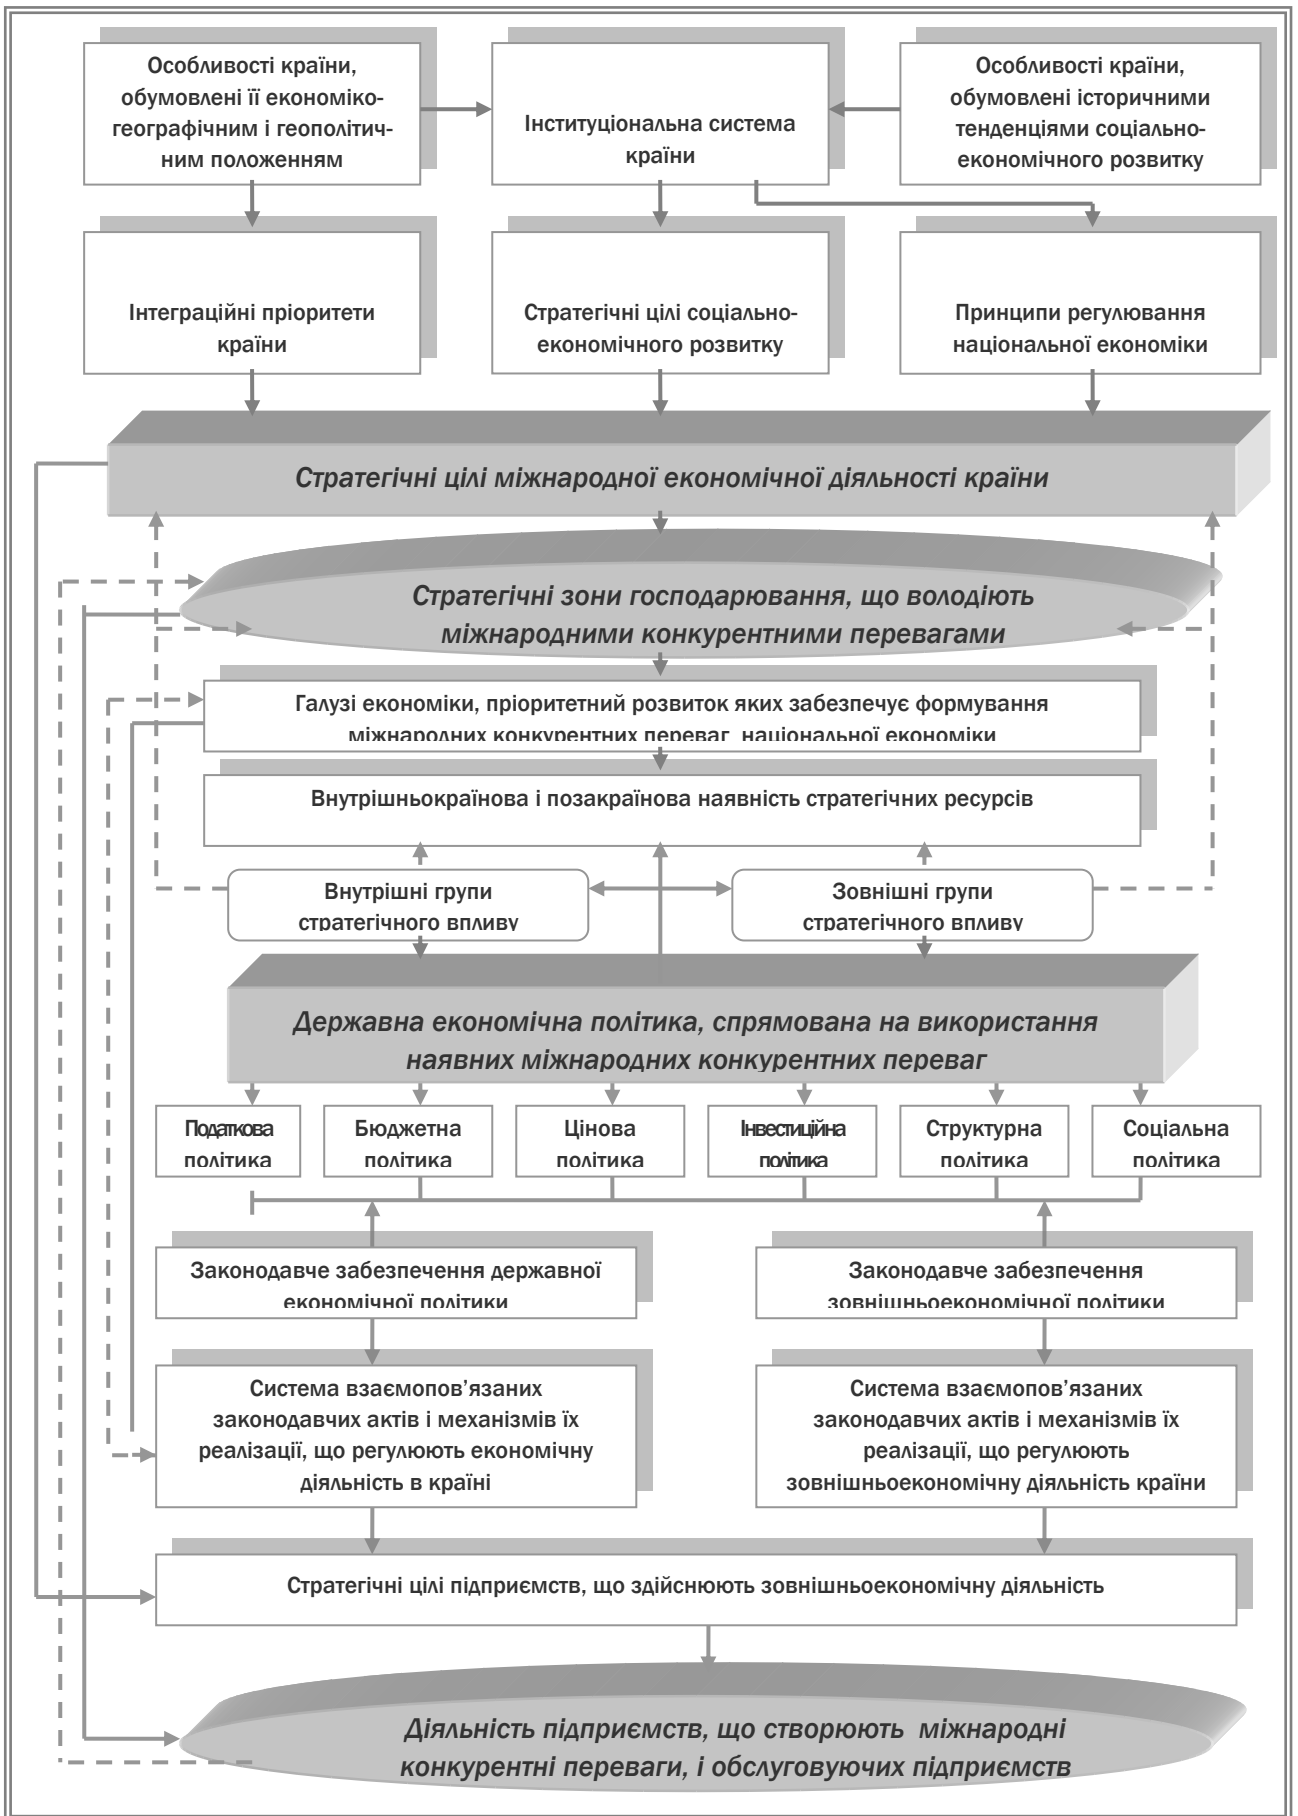 Особливості країни,
обумовлені її економіко-
географічним і геополітич-
ним положенням
Інституціональна система
країни
Особливості країни,
обумовлені історичними
тенденціями соціально-
економічного розвитку
Інтеграційні пріоритети
країни
Стратегічні цілі соціально-
економічного розвитку
Принципи регулювання
національної економіки
Стратегічні цілі міжнародної економічної діяльності країни
Стратегічні зони господарювання, що володіють
міжнародними конкурентними перевагами
Галузі економіки, пріоритетний розвиток яких забезпечує формування
міжнародних конкурентних переваг національної економіки
Внутрішньокраїнова і позакраїнова наявність стратегічних ресурсів
Внутрішні групи
стратегічного впливу
Зовнішні групи
стратегічного впливу
Державна економічна політика, спрямована на використання
наявних міжнародних конкурентних переваг
Податкова
політика
Бюджетна
політика
Цінова
політика
Інвестиційна
політика
Структурна
політика
Соціальна
політика
Законодавче забезпечення державної
економічної політики
Законодавче забезпечення
зовнішньоекономічної політики
Система взаємопов'язаних
законодавчих актів і механізмів їх
реалізації, що регулюють економічну
діяльність в країні
Система взаємопов'язаних
законодавчих актів і механізмів їх
реалізації, що регулюють
зовнішньоекономічну діяльність країни
Стратегічні цілі підприємств, що здійснюють зовнішньоекономічну діяльність
Діяльність підприємств, що створюють міжнародні
конкурентні переваги, і обслуговуючих підприємств